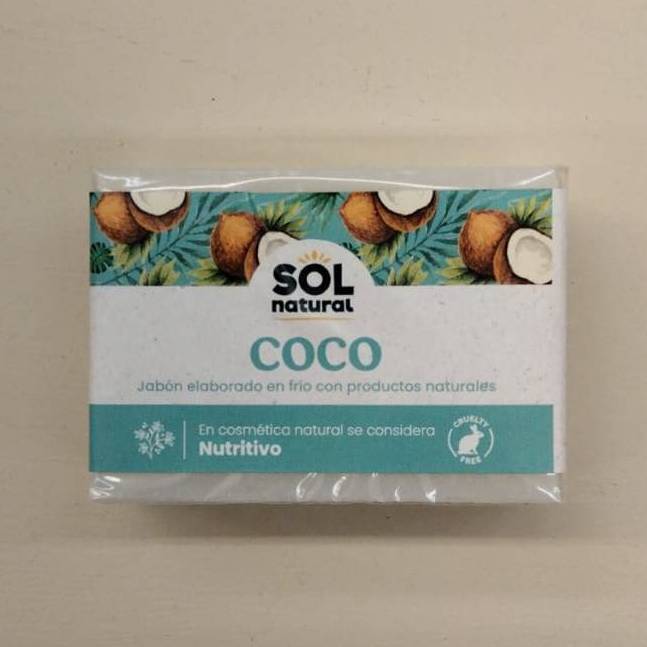 SOL
natural
COCO
Jabón elaborado en frío con productos naturales
En cosmética natural se considera
Nutritivo
CRUELTY
FREE